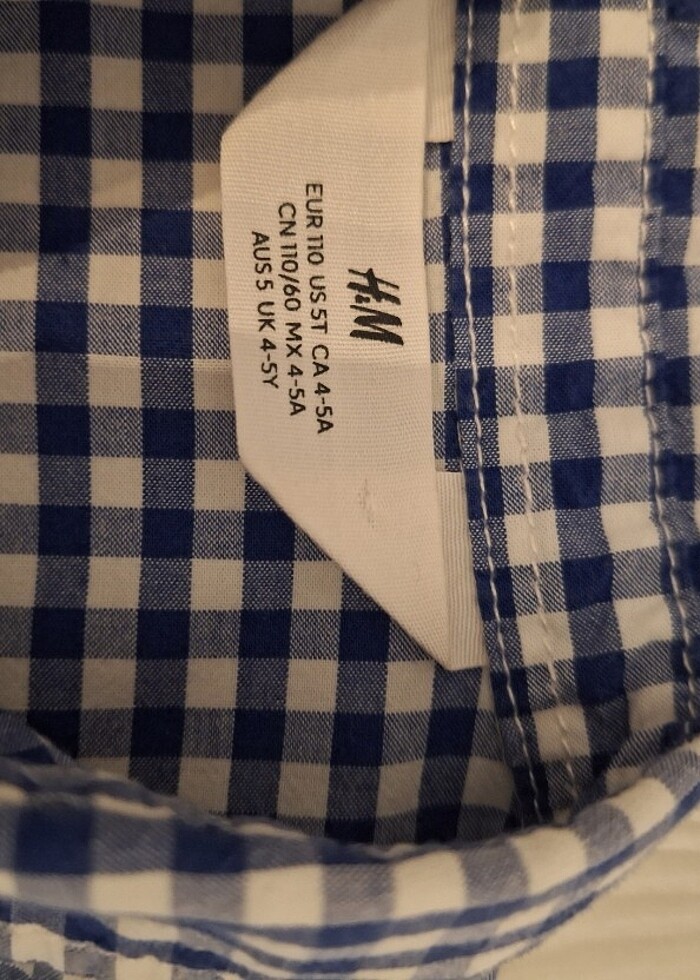 H&M
EUR 110 US 5T CA 4-5A
CN 110/60 MX 4-5A
AUS 5 UK 4-5Y